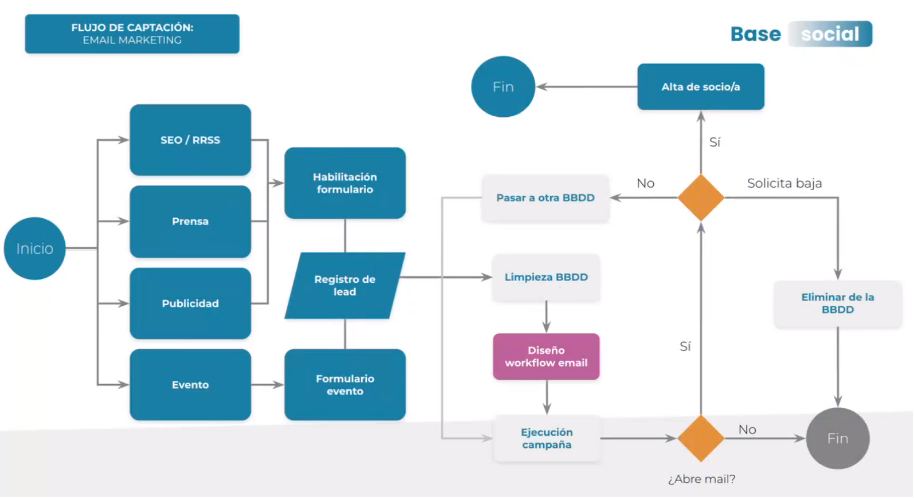 FLUJO DE CAPTACIÓN:
EMAIL MARKETING
Base social
Fin
Alta de socio/a
Sí
SEO / RRSS
Habilitación
formulario
No
Solicita baja
Pasar a otra BBDD
Prensa
Inicio
Registro de
lead
Limpieza BBDD
Publicidad
Eliminar de la
BBDD
Diseño
workflow email
Sí
Evento
Formulario
evento
Ejecución
campaña
No
Fin
¿Abre mail?